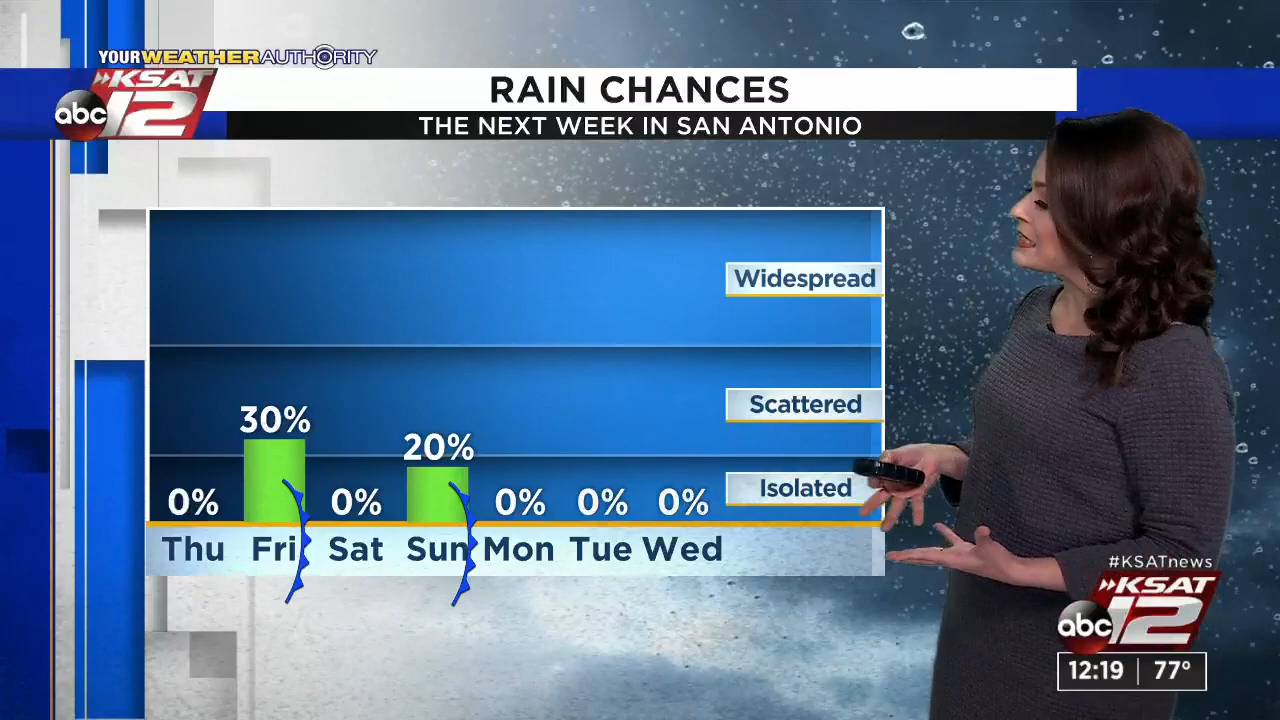 YOURWEATHERAUTHORITY
KSAT
abc 12
RAIN CHANCES
THE NEXT WEEK IN SAN ANTONIO
Widespread
Scattered
Isolated
30%
20%
0% 0% 0% 0% 0%
Thu Fri Sat Sun Mon Tue Wed
#KSATnews
KSAT
abc 12
12:19 77°